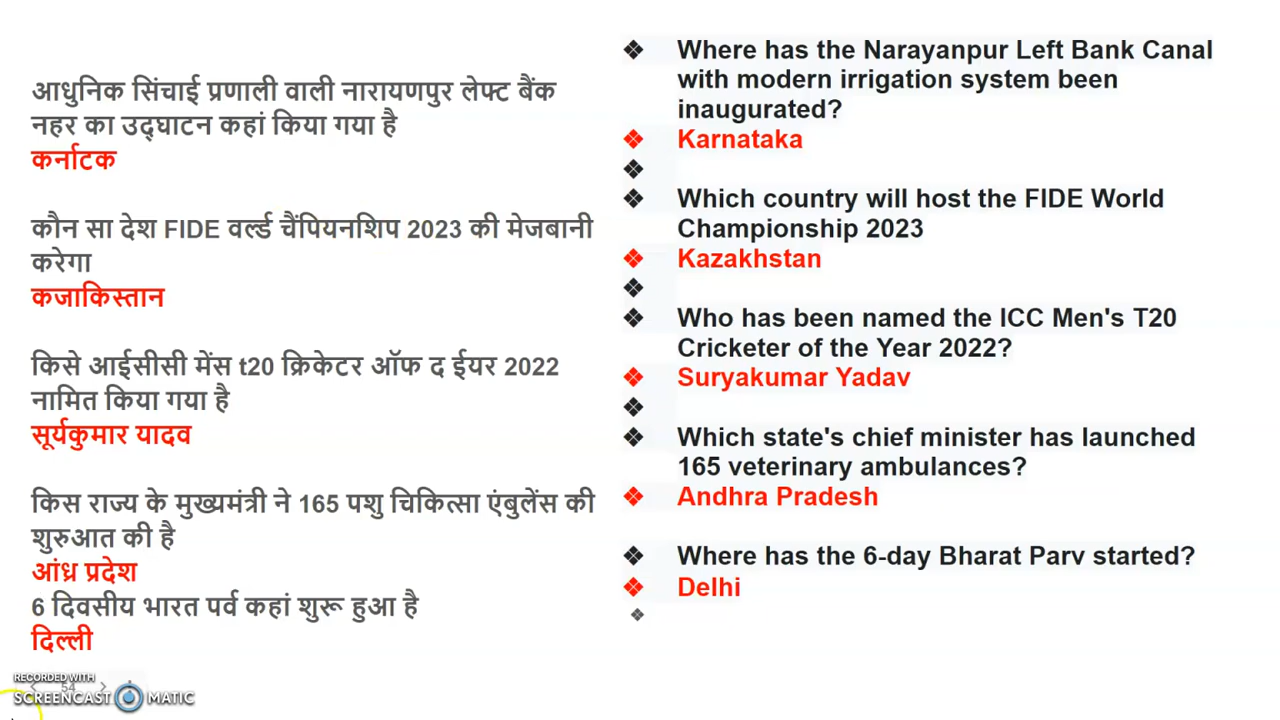 आधुनिक सिंचाई प्रणाली वाली नारायणपुर लेफ्ट बैंक
नहर का उद्घाटन कहां किया गया है
कर्नाटक
कौन सा देश FIDE वर्ल्ड चैंपियनशिप 2023 की मेजबानी
करेगा
कजाकिस्तान
किसे आईसीसी मेंस t20 क्रिकेटर ऑफ द ईयर 2022
नामित किया गया है
सूर्यकुमार यादव
किस राज्य के मुख्यमंत्री ने 165 पशु चिकित्सा एंबुलेंस की
शुरुआत की है
आंध्र प्रदेश
6 दिवसीय भारत पर्व कहां शुरू हुआ है
दिल्ली
Where has the Narayanpur Left Bank Canal
with modern irrigation system been
inaugurated?
Karnataka
Which country will host the FIDE World
Championship 2023
Kazakhstan
Who has been named the ICC Men's T20
Cricketer of the Year 2022?
Suryakumar Yadav
Which state's chief minister has launched
165 veterinary ambulances?
Andhra Pradesh
Where has the 6-day Bharat Parv started?
Delhi
RECORDED WITH
54
SCREENCAST MATIC